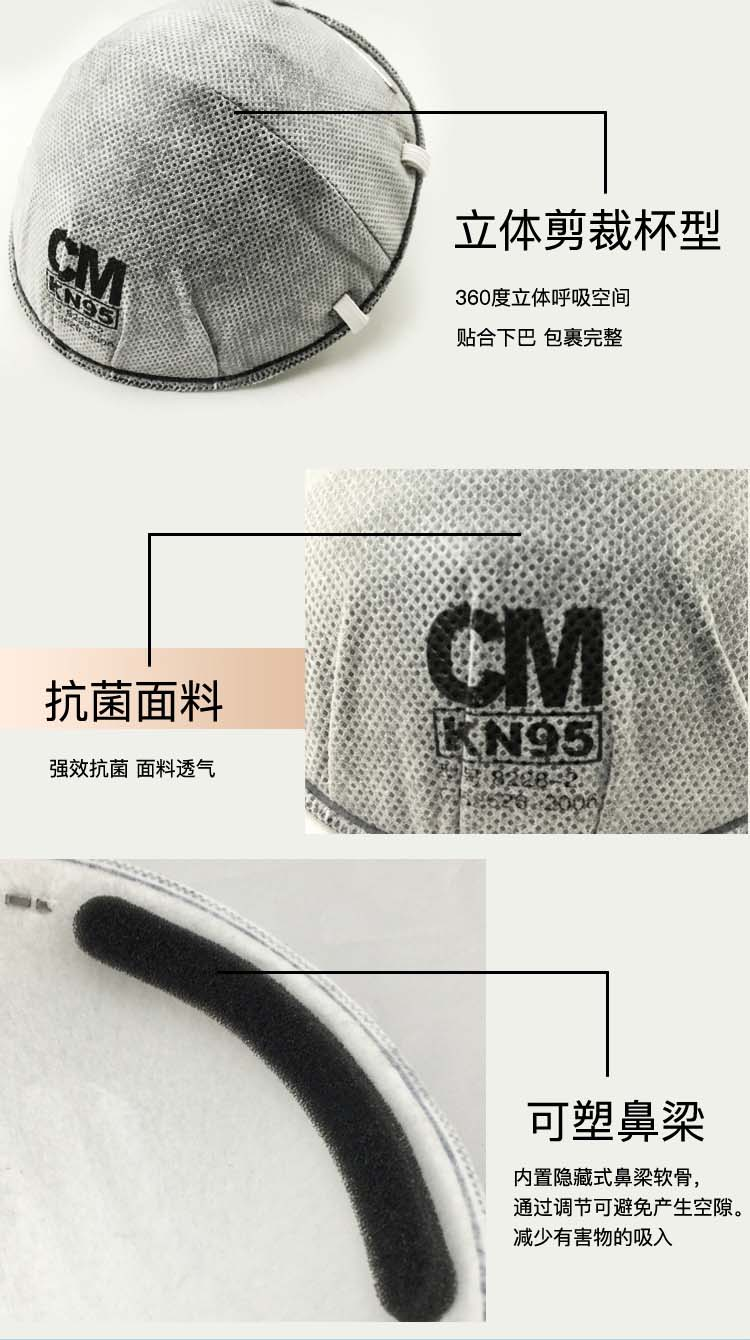 CM
KN95
立体剪裁杯型
360度立体呼吸空间
贴合下巴 包裹完整
CM
KN95
8228-2
抗菌面料
强效抗菌 面料透气
可塑鼻梁
内置隐藏式鼻梁软骨，
通过调节可避免产生空隙。
减少有害物的吸入